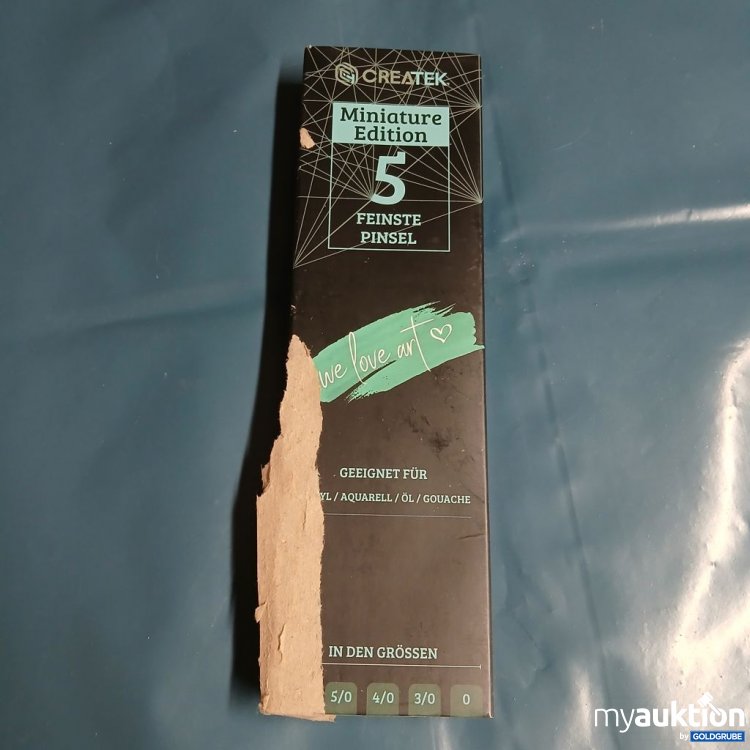 CREATEK
Miniature
Edition
5
FEINSTE
PINSEL
we love art
GEEIGNET FÜR
YL / AQUARELL / ÖL / GOUACHE
IN DEN GRÖSSEN
5/0 4/0 3/0 0
myauktion
by GOLDGRUBE